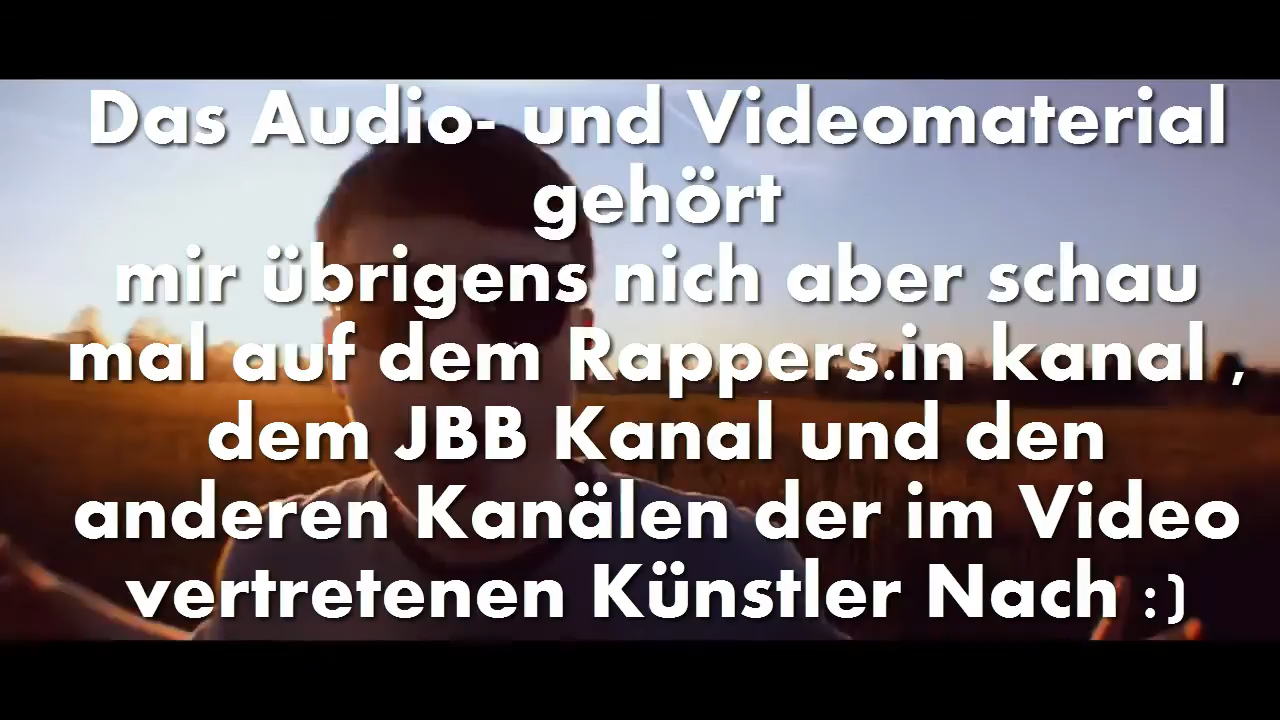 Das Audio- und Videomaterial
gehört
mir übrigens nich aber schau
mal auf dem Rappers.in kanal ,
dem JBB Kanal und den
anderen Kanälen der im Video
vertretenen Künstler Nach :)